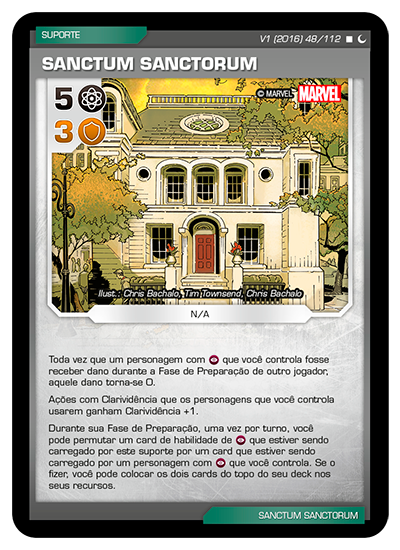 SUPORTE
V1 (2016) 48/112
SANCTUM SANCTORUM
5
© MARVEL MARVEL
3
Ilust.: Chris Bachalo, Tim Townsend, Chris Bachalo
N/A
Toda vez que um personagem com que você controla fosse
receber dano durante a Fase de Preparação de outro jogador,
aquele dano torna-se 0.
Ações com Clarividência que os personagens que você controla
usarem ganham Clarividência +1.
Durante sua Fase de Preparação, uma vez por turno, você
pode permutar um card de habilidade de que estiver sendo
carregado por este suporte por um card que estiver sendo
carregado por um personagem com que você controla. Se o
fizer, você pode colocar os dois cards do topo do seu deck nos
seus recursos.
SANCTUM SANCTORUM